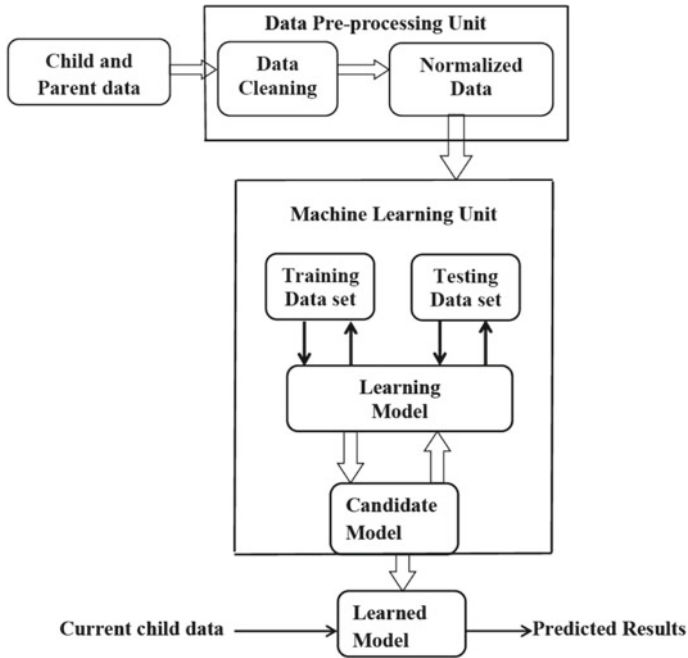 Data Pre-processing Unit
Child and
Parent data
Data
Cleaning
Normalized
Data
Machine Learning Unit
Training
Data set
Testing
Data set
Learning
Model
Candidate
Model
Current child data
Learned
Model
Predicted Results